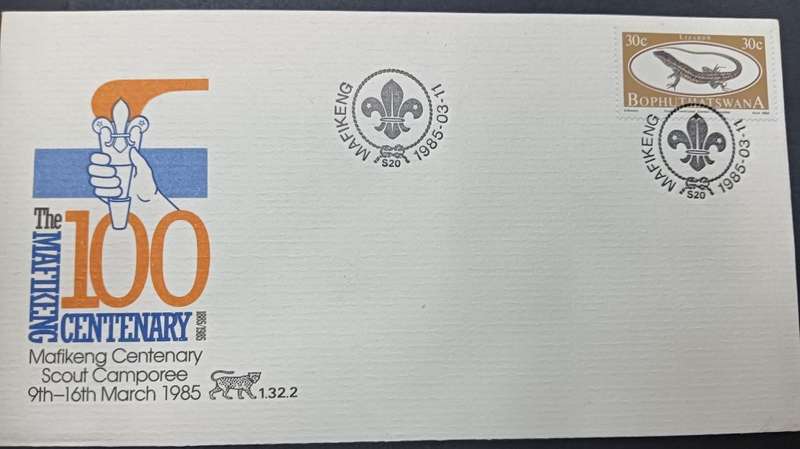 30c LIZARD 30c
BOPHUTHATSWANA
MAFIKENG 1985-03-11
S20
MAFIKENG 1985-03-11
S20
The
MAFIKENG
100
CENTENARY
1885/1985
Mafikeng Centenary
Scout Camporee
9th–16th March 1985
1.32.2